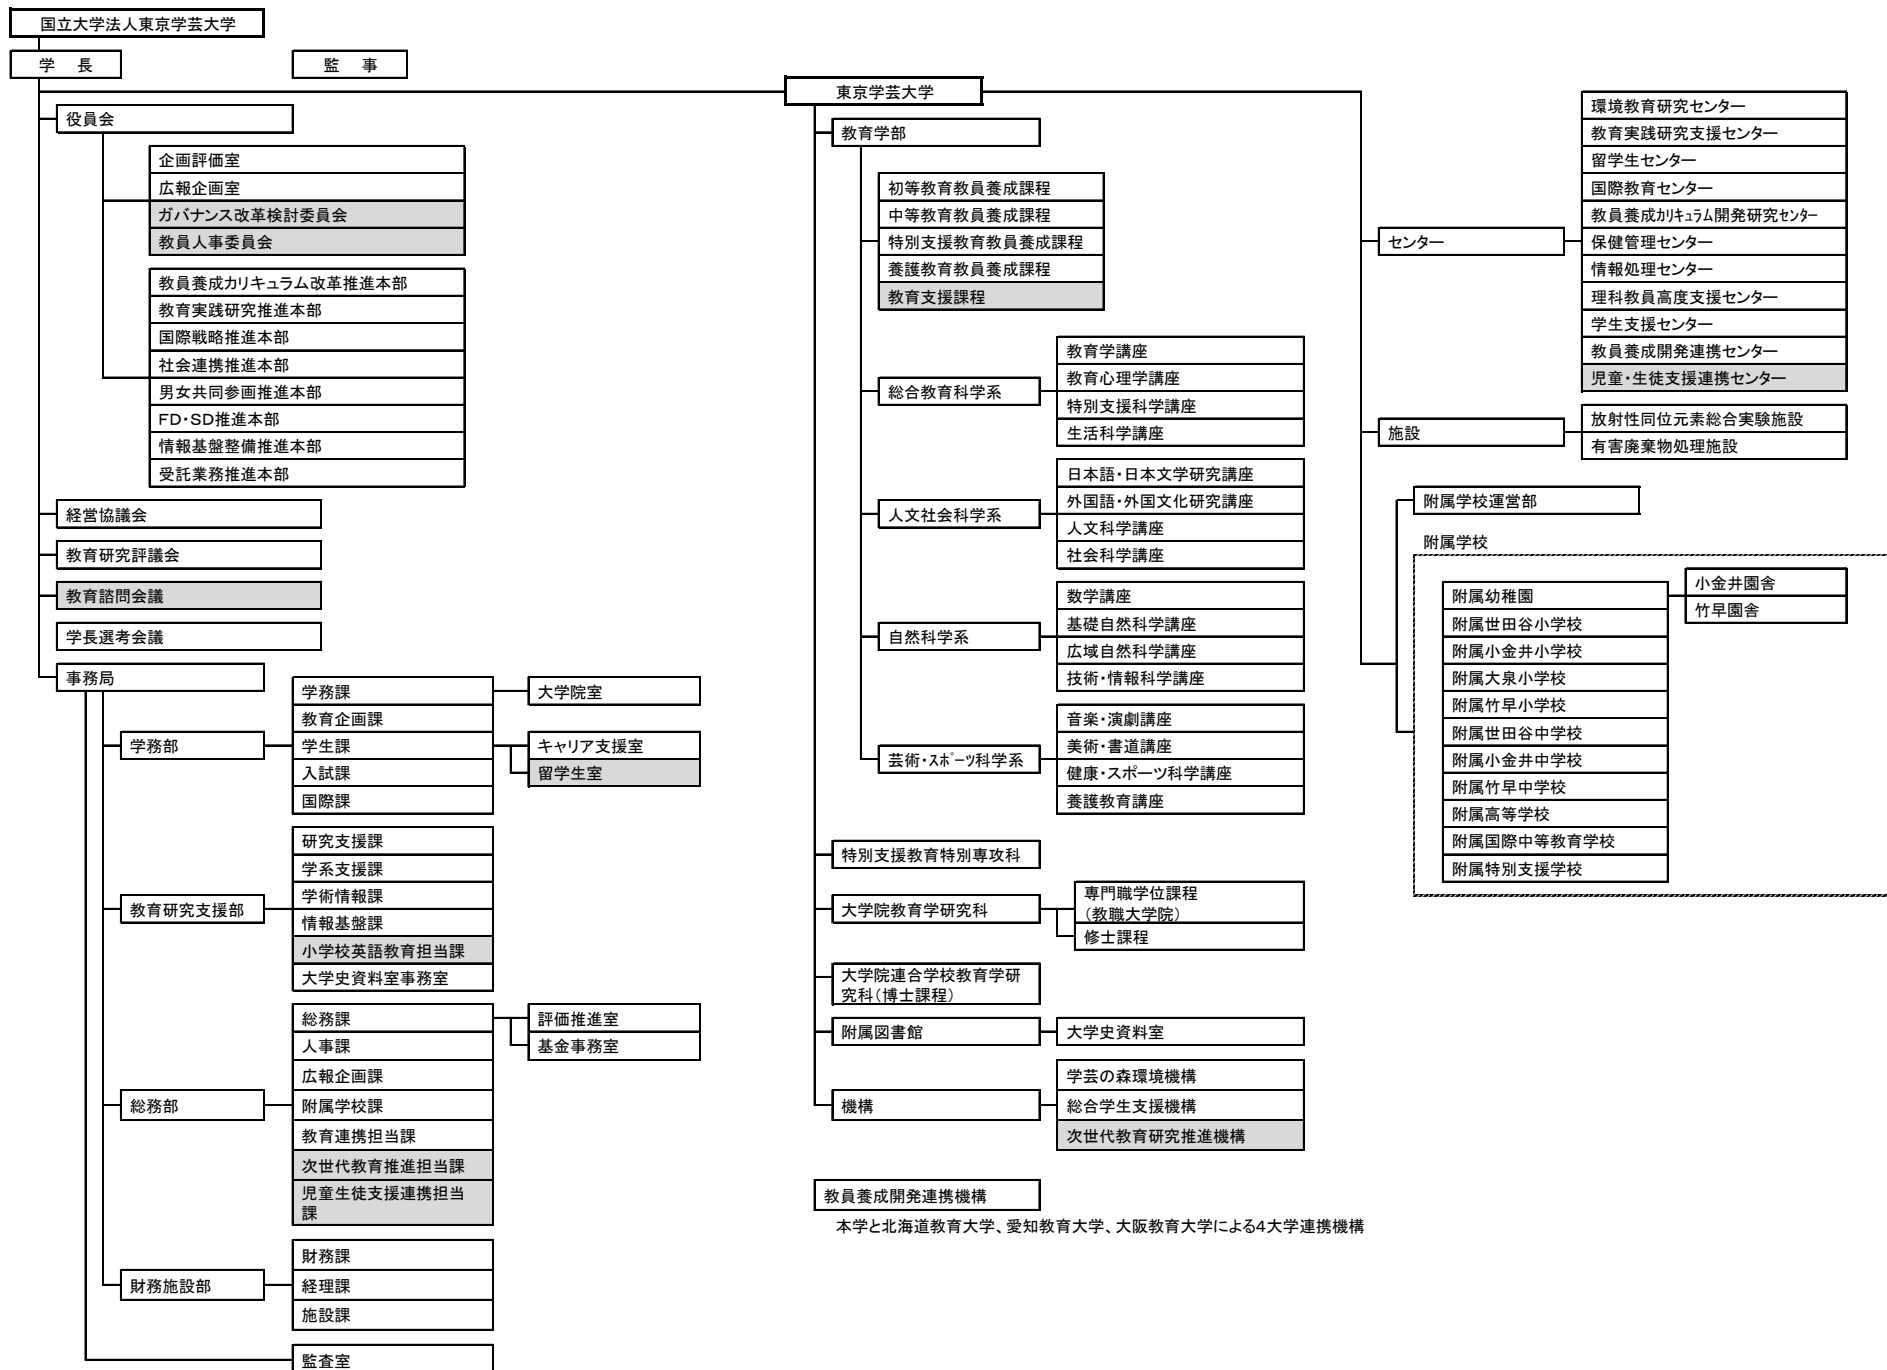 国立大学法人東京学芸大学
学　長
監　事
役員会
企画評価室
広報企画室
ガバナンス改革検討委員会
教員人事委員会
教員養成カリキュラム改革推進本部
教育実践研究推進本部
国際戦略推進本部
社会連携推進本部
男女共同参画推進本部
FD・SD推進本部
情報基盤整備推進本部
受託業務推進本部
経営協議会
教育研究評議会
教育諮問会議
学長選考会議
事務局
学務部
学務課
大学院室
教育企画課
学生課
キャリア支援室
留学生室
入試課
国際課
教育研究支援部
研究支援課
学系支援課
学術情報課
情報基盤課
小学校英語教育担当課
大学史資料室事務室
総務部
総務課
評価推進室
基金事務室
人事課
広報企画課
附属学校課
教育連携担当課
次世代教育推進担当課
児童生徒支援連携担当
課
財務施設部
財務課
経理課
施設課
監査室
東京学芸大学
教育学部
初等教育教員養成課程
中等教育教員養成課程
特別支援教育教員養成課程
養護教育教員養成課程
教育支援課程
総合教育科学系
教育学講座
教育心理学講座
特別支援科学講座
生活科学講座
人文社会科学系
日本語・日本文学研究講座
外国語・外国文化研究講座
人文科学講座
社会科学講座
自然科学系
数学講座
基礎自然科学講座
広域自然科学講座
技術・情報科学講座
芸術・スポーツ科学系
音楽・演劇講座
美術・書道講座
健康・スポーツ科学講座
養護教育講座
特別支援教育特別専攻科
大学院教育学研究科
専門職学位課程
（教職大学院）
修士課程
大学院連合学校教育学研
究科（博士課程）
附属図書館
大学史資料室
機構
学芸の森環境機構
総合学生支援機構
次世代教育研究推進機構
教員養成開発連携機構
本学と北海道教育大学、愛知教育大学、大阪教育大学による4大学連携機構
センター
環境教育研究センター
教育実践研究支援センター
留学生センター
国際教育センター
教員養成カリキュラム開発研究センター
保健管理センター
情報処理センター
理科教員高度支援センター
学生支援センター
教員養成開発連携センター
児童・生徒支援連携センター
施設
放射性同位元素総合実験施設
有害廃棄物処理施設
附属学校運営部
附属学校
附属幼稚園
小金井園舎
竹早園舎
附属世田谷小学校
附属小金井小学校
附属大泉小学校
附属竹早小学校
附属世田谷中学校
附属小金井中学校
附属竹早中学校
附属高等学校
附属国際中等教育学校
附属特別支援学校